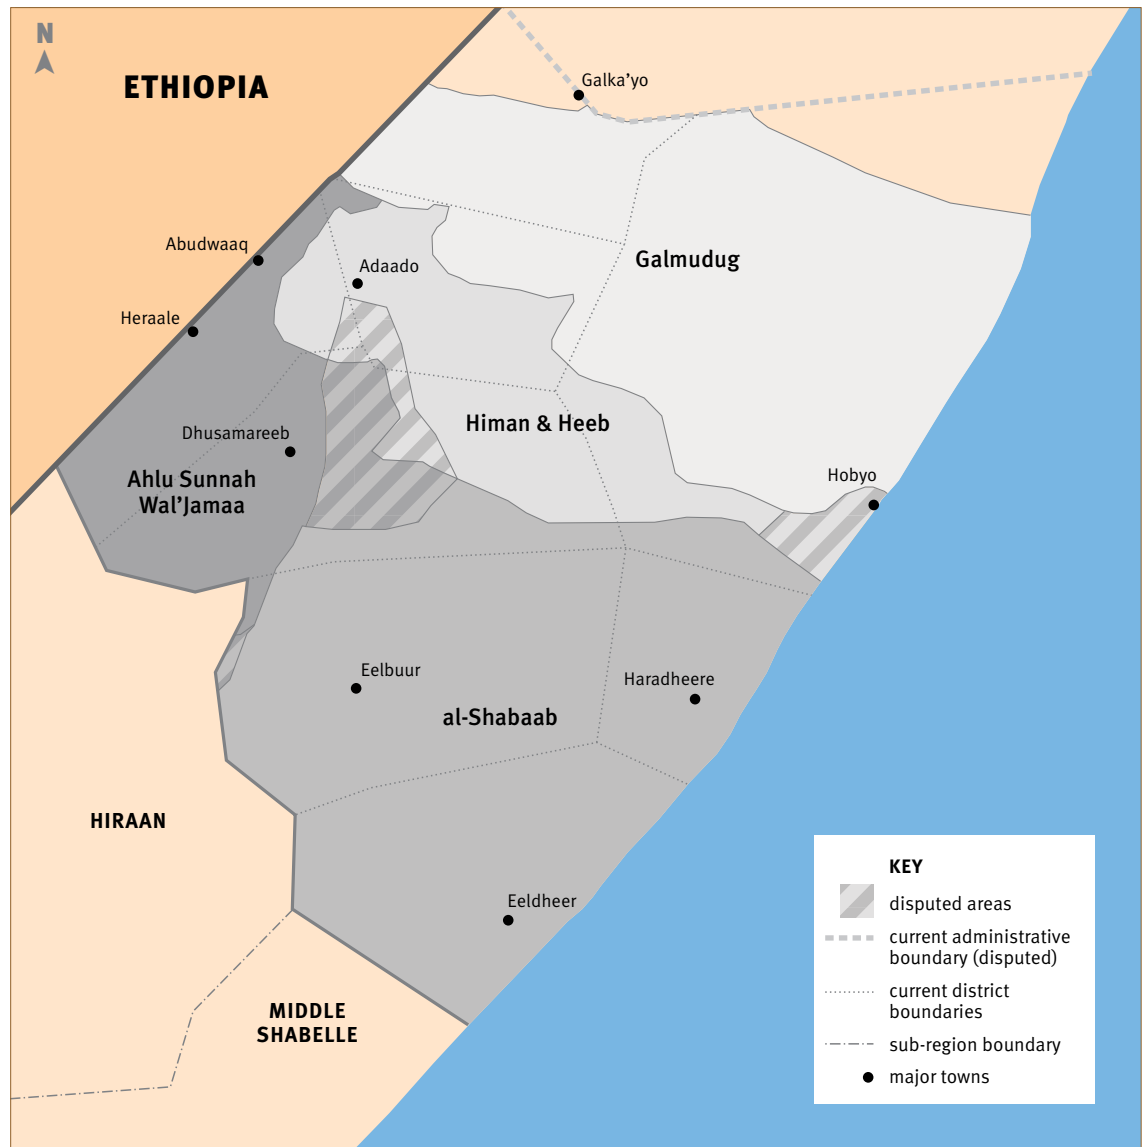 N
ETHIOPIA
Galka’yo
Abudwaaq
Adaado
Galmudug
Heraale
Himan & Heeb
Dhusamareeb
Ahlu Sunnah
Wal’Jamaa
Hobyo
Eelbuur
Haradheere
al-Shabaab
HIRAAN
Eeldheer
MIDDLE
SHABELLE
KEY
disputed areas
current administrative
boundary (disputed)
current district
boundaries
sub-region boundary
major towns